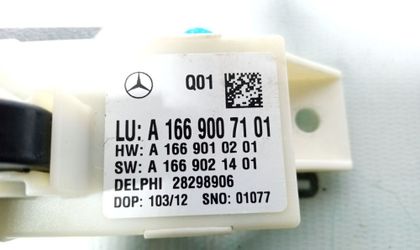 Q01
LU: A 166 900 71 01
HW: A 166 901 02 01
SW: A 166 902 14 01
DELPHI 28298906
DOP: 103/12 SNO: 01077